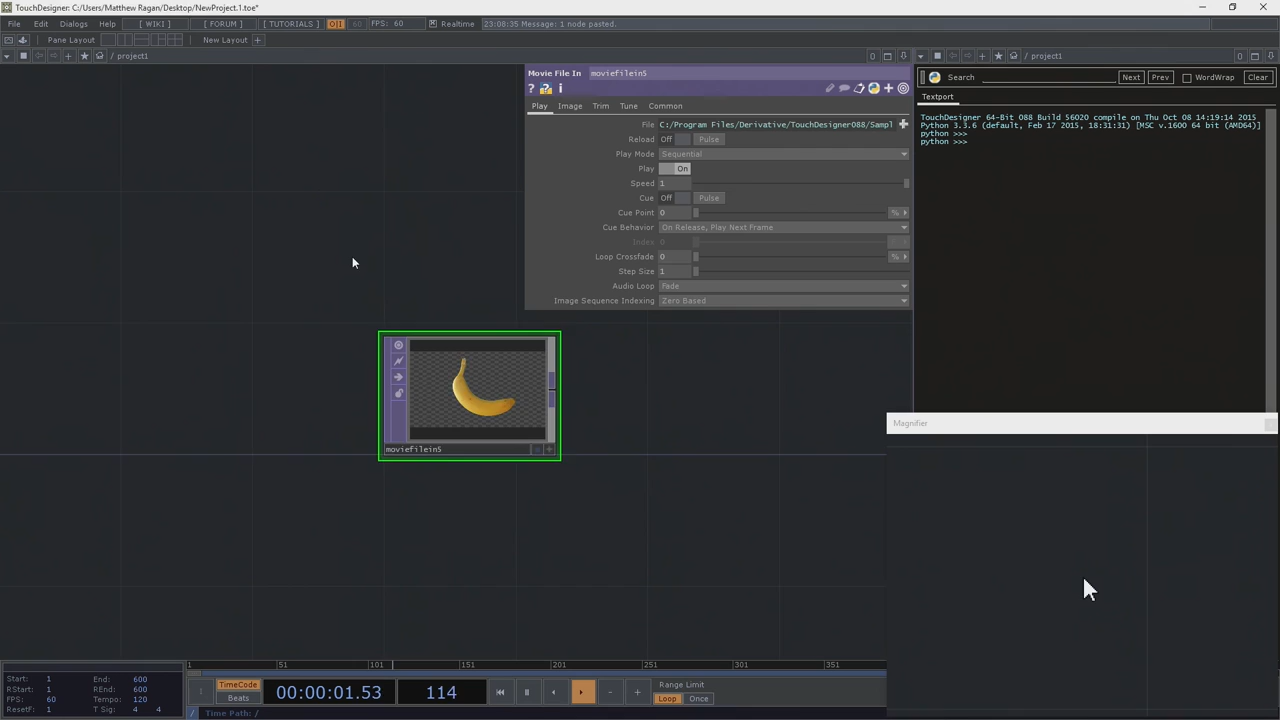 TouchDesigner: C:/Users/Matthew Ragan/Desktop/NewProject.1.toe*
File Edit Dialogs Help [ WIKI ] [ FORUM ] [ TUTORIALS ] O|I 60 FPS: 60 Realtime 23:08:35 Message: 1 node pasted.
Pane Layout New Layout +
/ project1 0
/ project1 0
Movie File In moviefilein5
Play Image Trim Tune Common
File C:/Program Files/Derivative/TouchDesigner088/Sampl
Reload Off Pulse
Play Mode Sequential
Play On
Speed 1
Cue Off Pulse
Cue Point 0 %
Cue Behavior On Release, Play Next Frame
Index 0
Loop Crossfade 0 %
Step Size 1
Audio Loop Fade
Image Sequence Indexing Zero Based
Search Next Prev WordWrap Clear
Textport
TouchDesigner 64-Bit 088 Build 56020 compile on Thu Oct 08 14:19:14 2015
Python 3.3.6 (default, Feb 17 2015, 18:31:31) [MSC v.1600 64 bit (AMD64)]
python >>>
python >>>
moviefilein5
Magnifier
1 51 101 151 201 251 301 351
Start: 1 End: 600
RStart: 1 REnd: 600
FPS: 60 Tempo: 120
ResetF: 1 T Sig: 4 4
TimeCode
Beats
00:00:01.53 114
Range Limit
Loop Once
/ Time Path: /